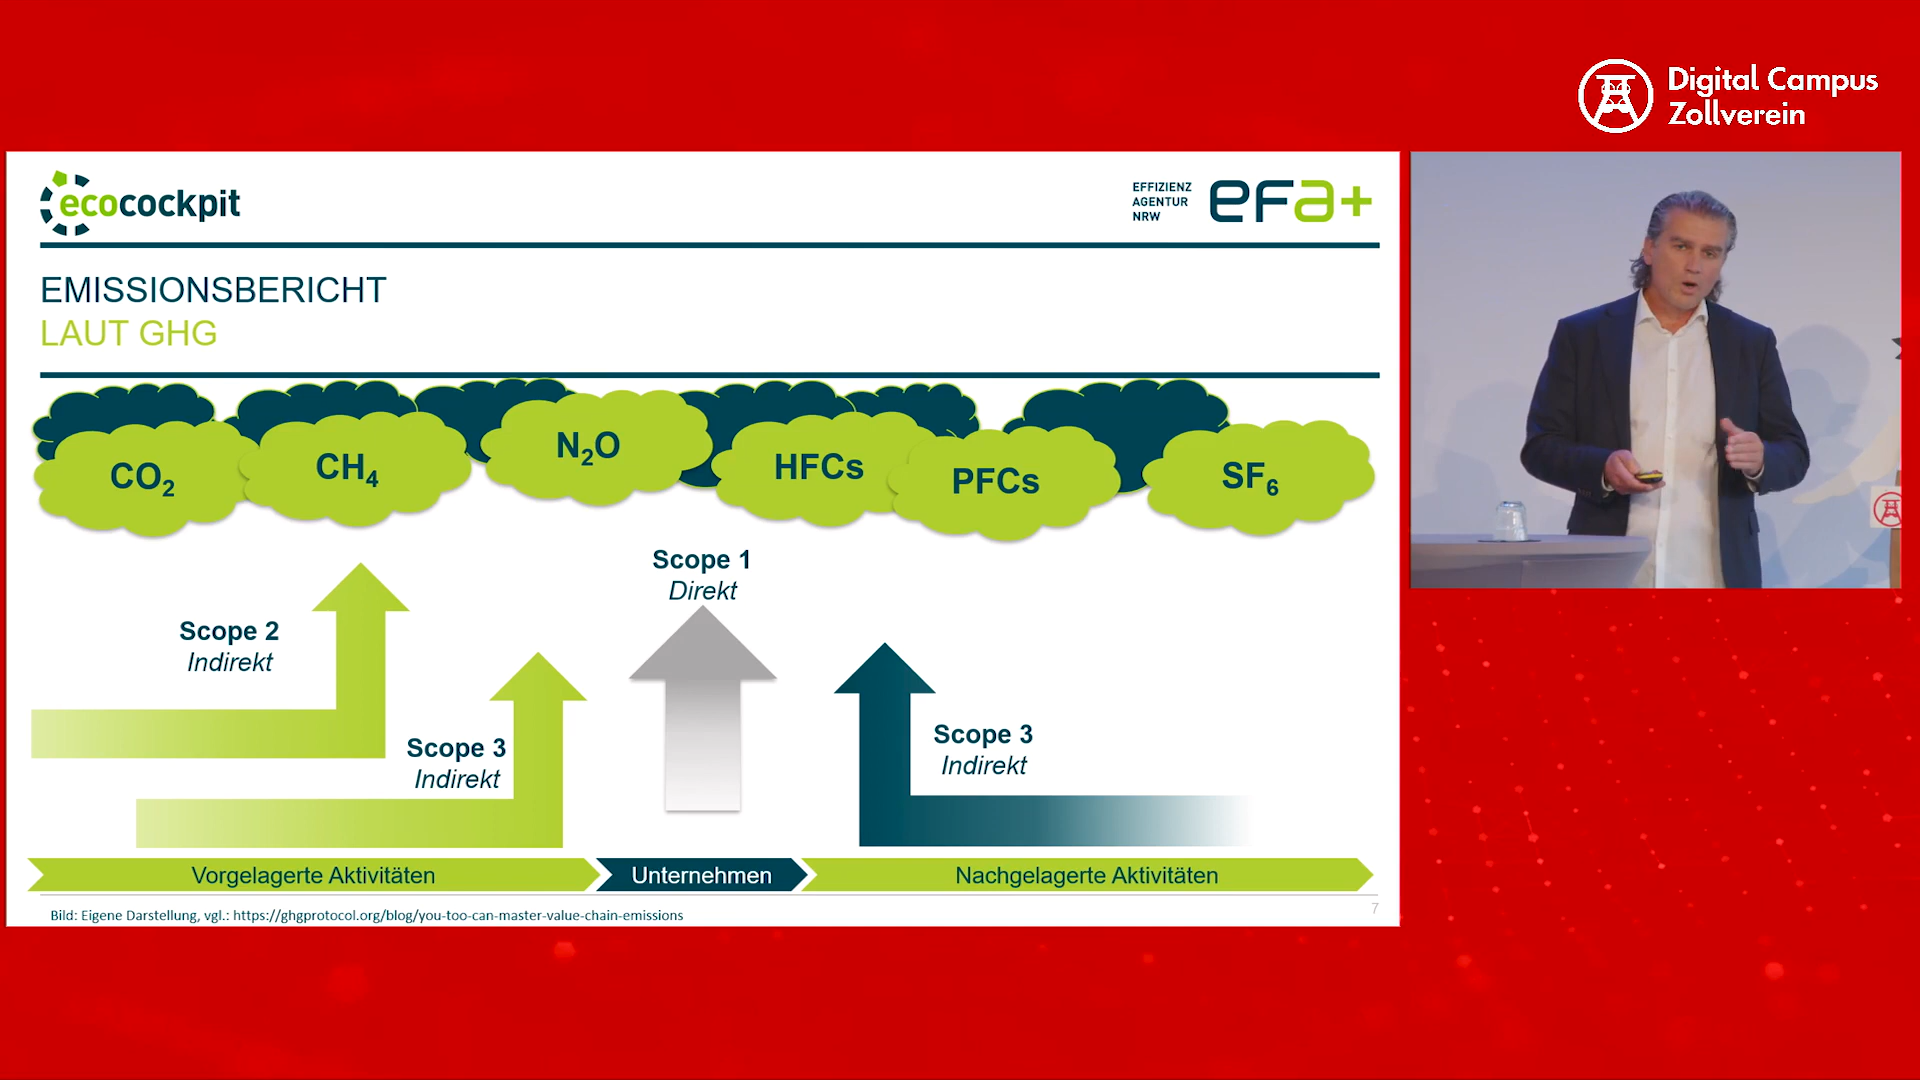 Digital Campus
Zollverein
ecocockpit
EFFIZIENZ
AGENTUR
NRW
efa+
EMISSIONSBERICHT
LAUT GHG
CO₂
CH₄
N₂O
HFCs
PFCs
SF₆
Scope 1
Direkt
Scope 2
Indirekt
Scope 3
Indirekt
Scope 3
Indirekt
Vorgelagerte Aktivitäten
Unternehmen
Nachgelagerte Aktivitäten
Bild: Eigene Darstellung, vgl.: https://ghgprotocol.org/blog/you-too-can-master-value-chain-emissions
7